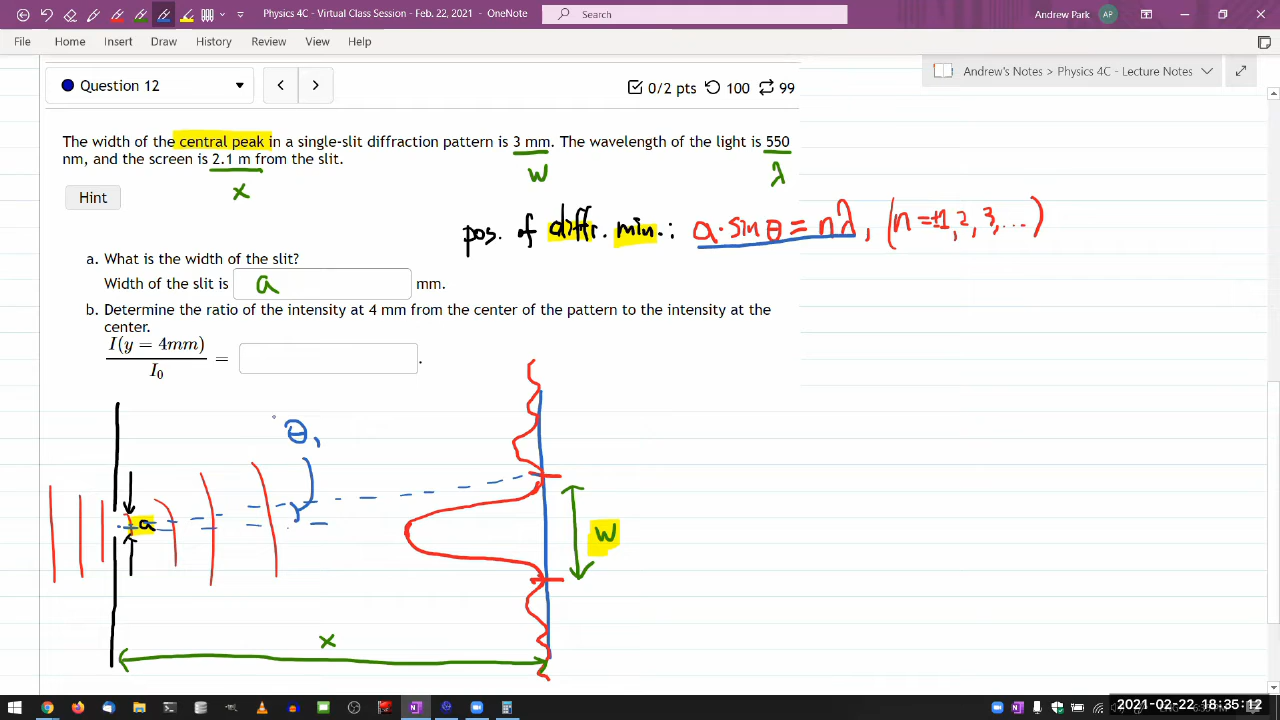 Physics 4C - Virtual Class Session - Feb. 22, 2021 - OneNote
Search
Andrew Park
AP
File Home Insert Draw History Review View Help
Question 12
0/2 pts 100 99
Andrew's Notes > Physics 4C - Lecture Notes
The width of the central peak in a single-slit diffraction pattern is 3 mm. The wavelength of the light is 550
nm, and the screen is 2.1 m from the slit.
w
λ
x
Hint
pos. of diffr. min.: a·sinθ = nλ, (n = ±1, 2, 3, ...)
a. What is the width of the slit?
Width of the slit is a mm.
b. Determine the ratio of the intensity at 4 mm from the center of the pattern to the intensity at the
center.
I(y = 4mm)
I0
= .
θ1
a
w
x
2021-02-22 18:35:12